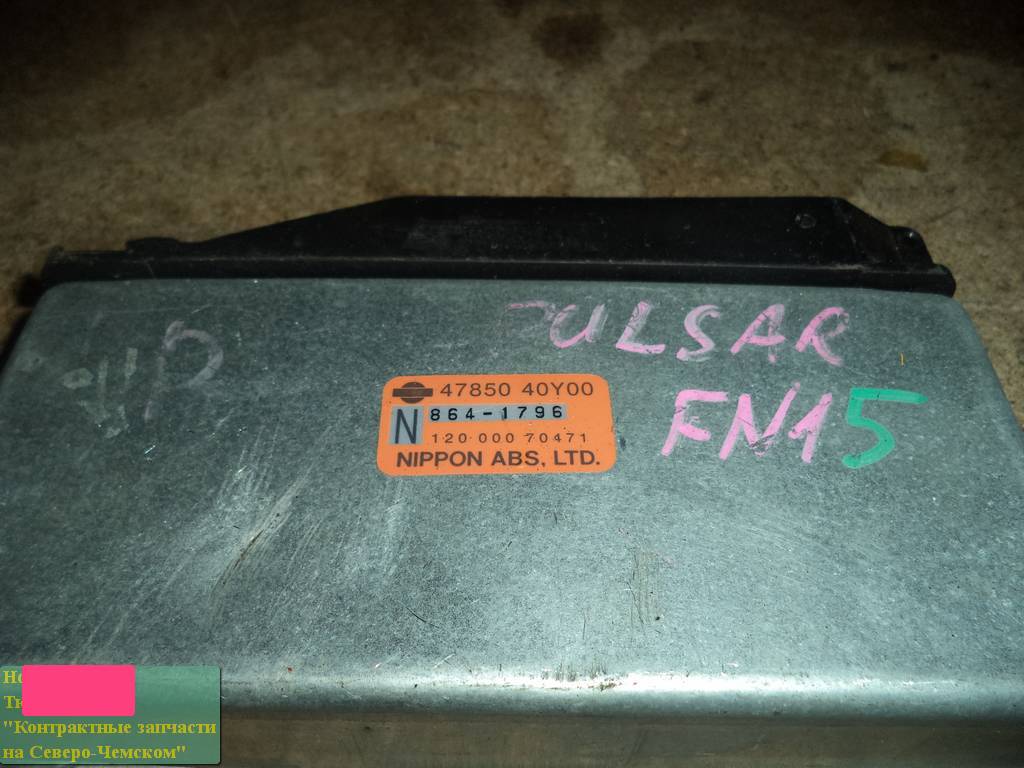 PULSAR
47850 40Y00
N 864-1796
120 000 70471
NIPPON ABS, LTD.
FN15
"Контрактные запчасти
на Северо-Чемском"